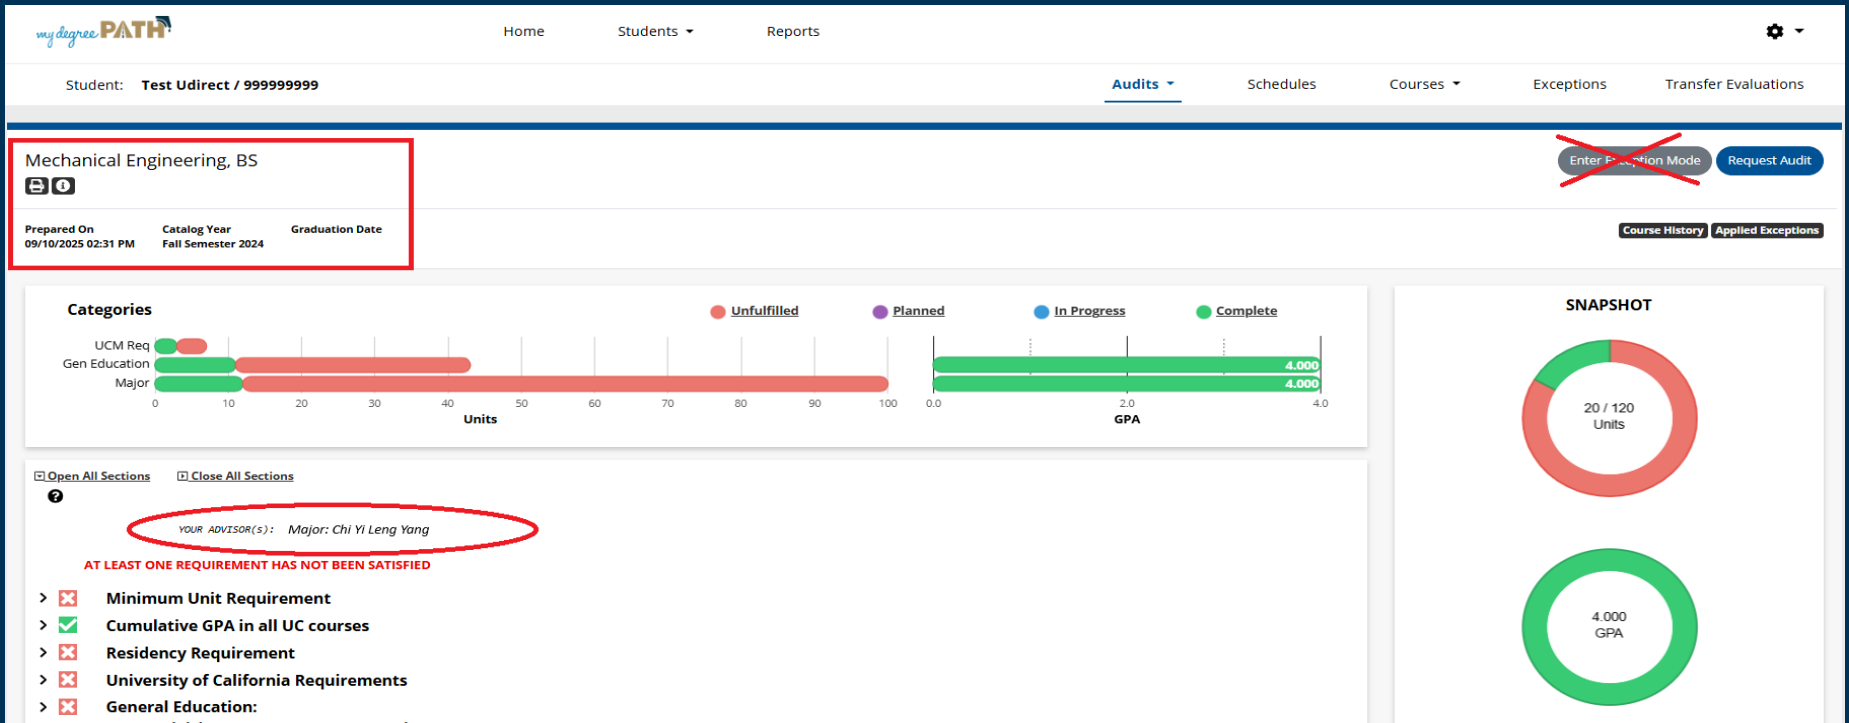 my degree PATH
Home Students Reports
Student: Test Udirect / 999999999
Audits Schedules Courses Exceptions Transfer Evaluations
Mechanical Engineering, BS
Enter Exception Mode Request Audit
Prepared On Catalog Year Graduation Date
09/10/2025 02:31 PM Fall Semester 2024
Course History Applied Exceptions
Categories
Unfulfilled Planned In Progress Complete
UCM Req
Gen Education
Major
4.000
4.000
0 10 20 30 40 50 60 70 80 90 100
Units
0.0 2.0 4.0
GPA
SNAPSHOT
20 / 120
Units
4.000
GPA
Open All Sections Close All Sections
YOUR ADVISOR(s): Major: Chi Yi Leng Yang
AT LEAST ONE REQUIREMENT HAS NOT BEEN SATISFIED
Minimum Unit Requirement
Cumulative GPA in all UC courses
Residency Requirement
University of California Requirements
General Education: